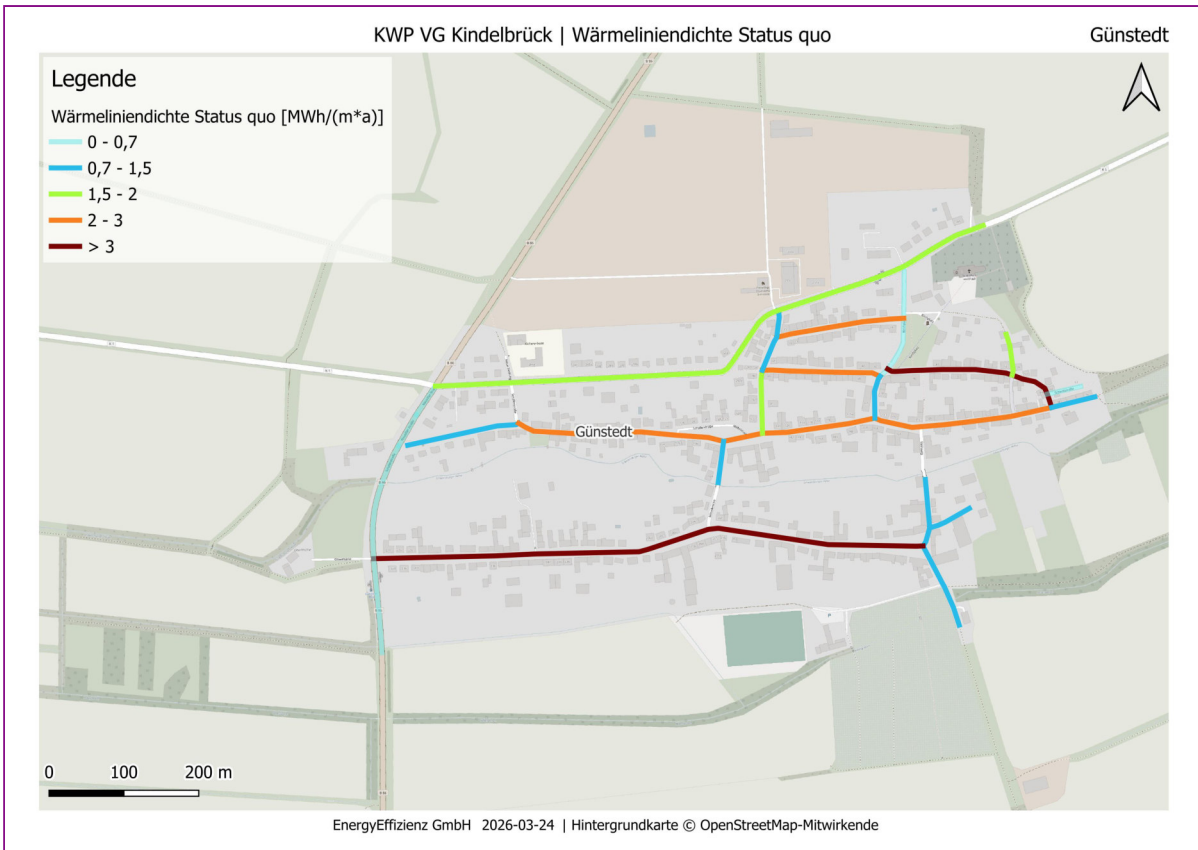 KWP VG Kindelbrück | Wärmeliniendichte Status quo
Günstedt
Legende
Wärmeliniendichte Status quo [MWh/(m*a)]
0 - 0,7
0,7 - 1,5
1,5 - 2
2 - 3
> 3
Günstedt
P
0 100 200 m
EnergyEffizienz GmbH 2026-03-24 | Hintergrundkarte © OpenStreetMap-Mitwirkende